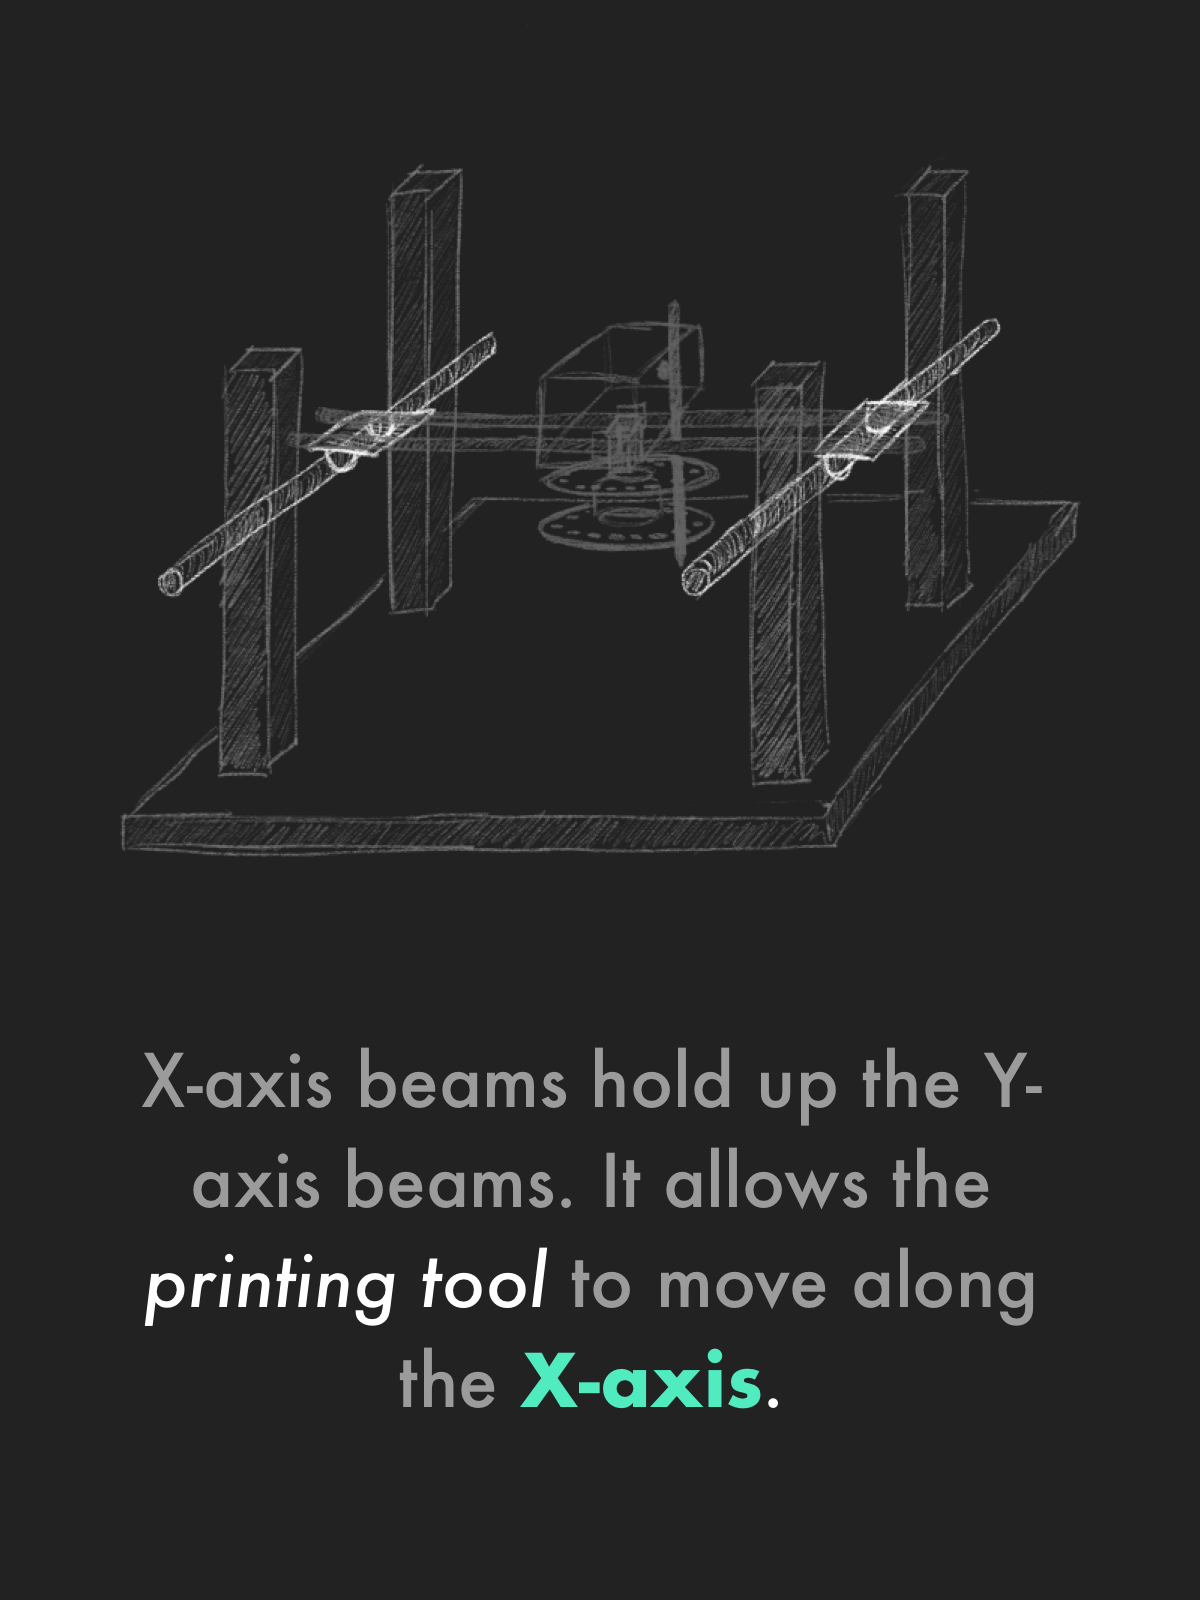 X-axis beams hold up the Y-
axis beams. It allows the
printing tool to move along
the X-axis.